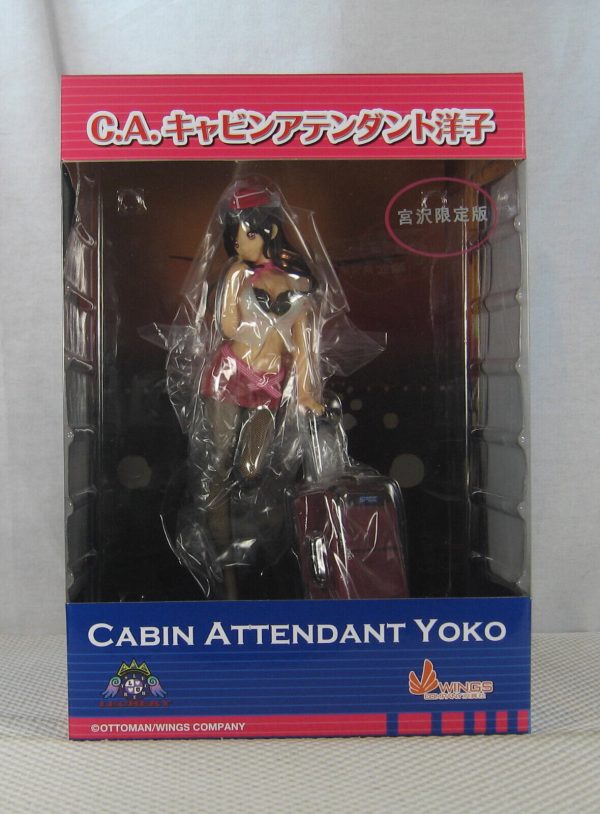 C.A.キャビンアテンダント洋子
宮沢限定版
CABIN ATTENDANT YOKO
LECHERY
WINGS
©OTTOMAN/WINGS COMPANY